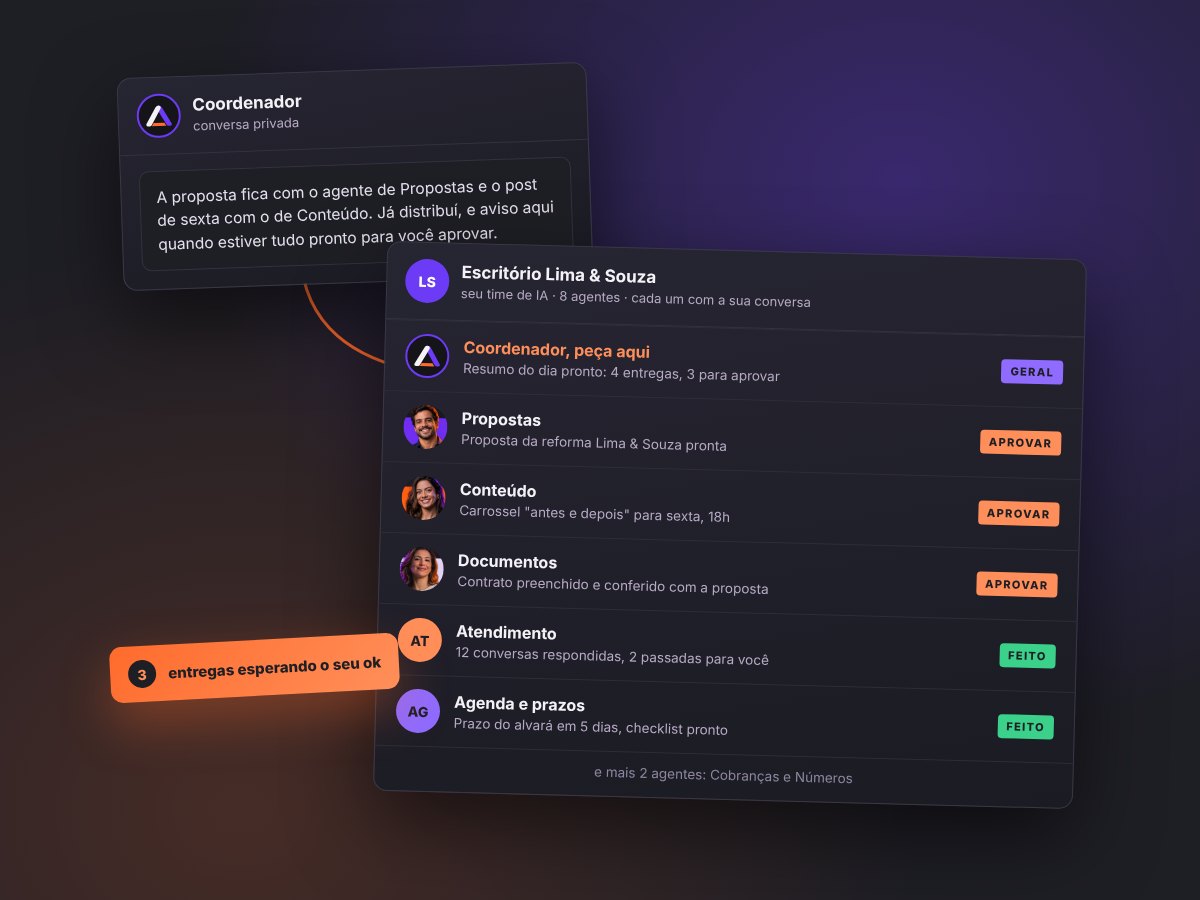 Coordenador
conversa privada
A proposta fica com o agente de Propostas e o post
de sexta com o de Conteúdo. Já distribuí, e aviso aqui
quando estiver tudo pronto para você aprovar.
LS
Escritório Lima & Souza
seu time de IA · 8 agentes · cada um com a sua conversa
Coordenador, peça aqui
Resumo do dia pronto: 4 entregas, 3 para aprovar
GERAL
Propostas
Proposta da reforma Lima & Souza pronta
APROVAR
Conteúdo
Carrossel "antes e depois" para sexta, 18h
APROVAR
Documentos
Contrato preenchido e conferido com a proposta
APROVAR
AT
Atendimento
12 conversas respondidas, 2 passadas para você
FEITO
3 entregas esperando o seu ok
AG
Agenda e prazos
Prazo do alvará em 5 dias, checklist pronto
FEITO
e mais 2 agentes: Cobranças e Números